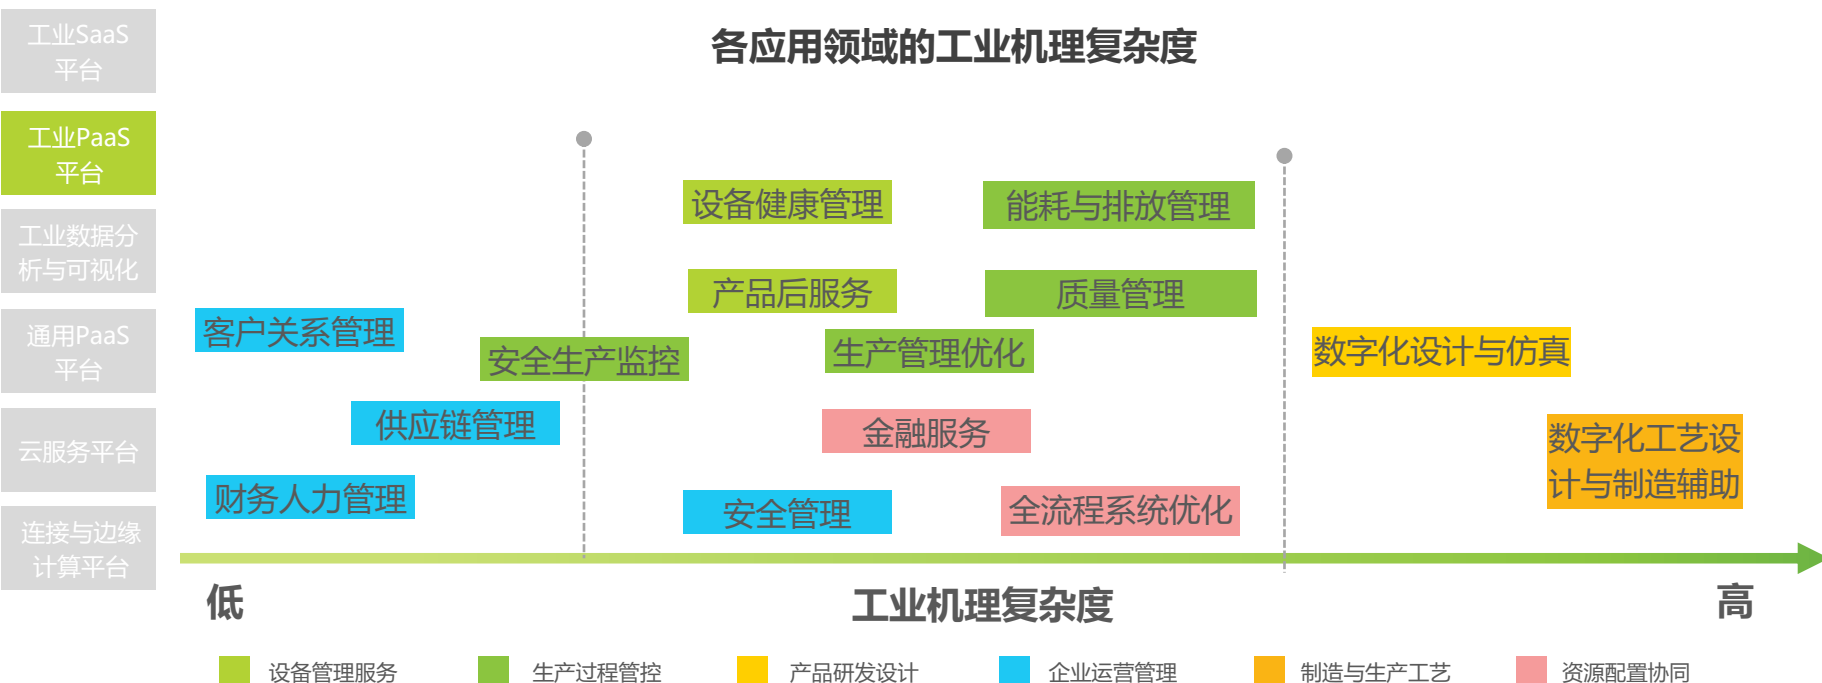 各应用领域的工业机理复杂度
工业SaaS
平台
工业PaaS
平台
工业数据分
析与可视化
通用PaaS
平台
云服务平台
连接与边缘
计算平台
设备健康管理
能耗与排放管理
产品后服务
质量管理
客户关系管理
安全生产监控
生产管理优化
数字化设计与仿真
供应链管理
金融服务
数字化工艺设
计与制造辅助
财务人力管理
安全管理
全流程系统优化
低
工业机理复杂度
高
设备管理服务
生产过程管控
产品研发设计
企业运营管理
制造与生产工艺
资源配置协同